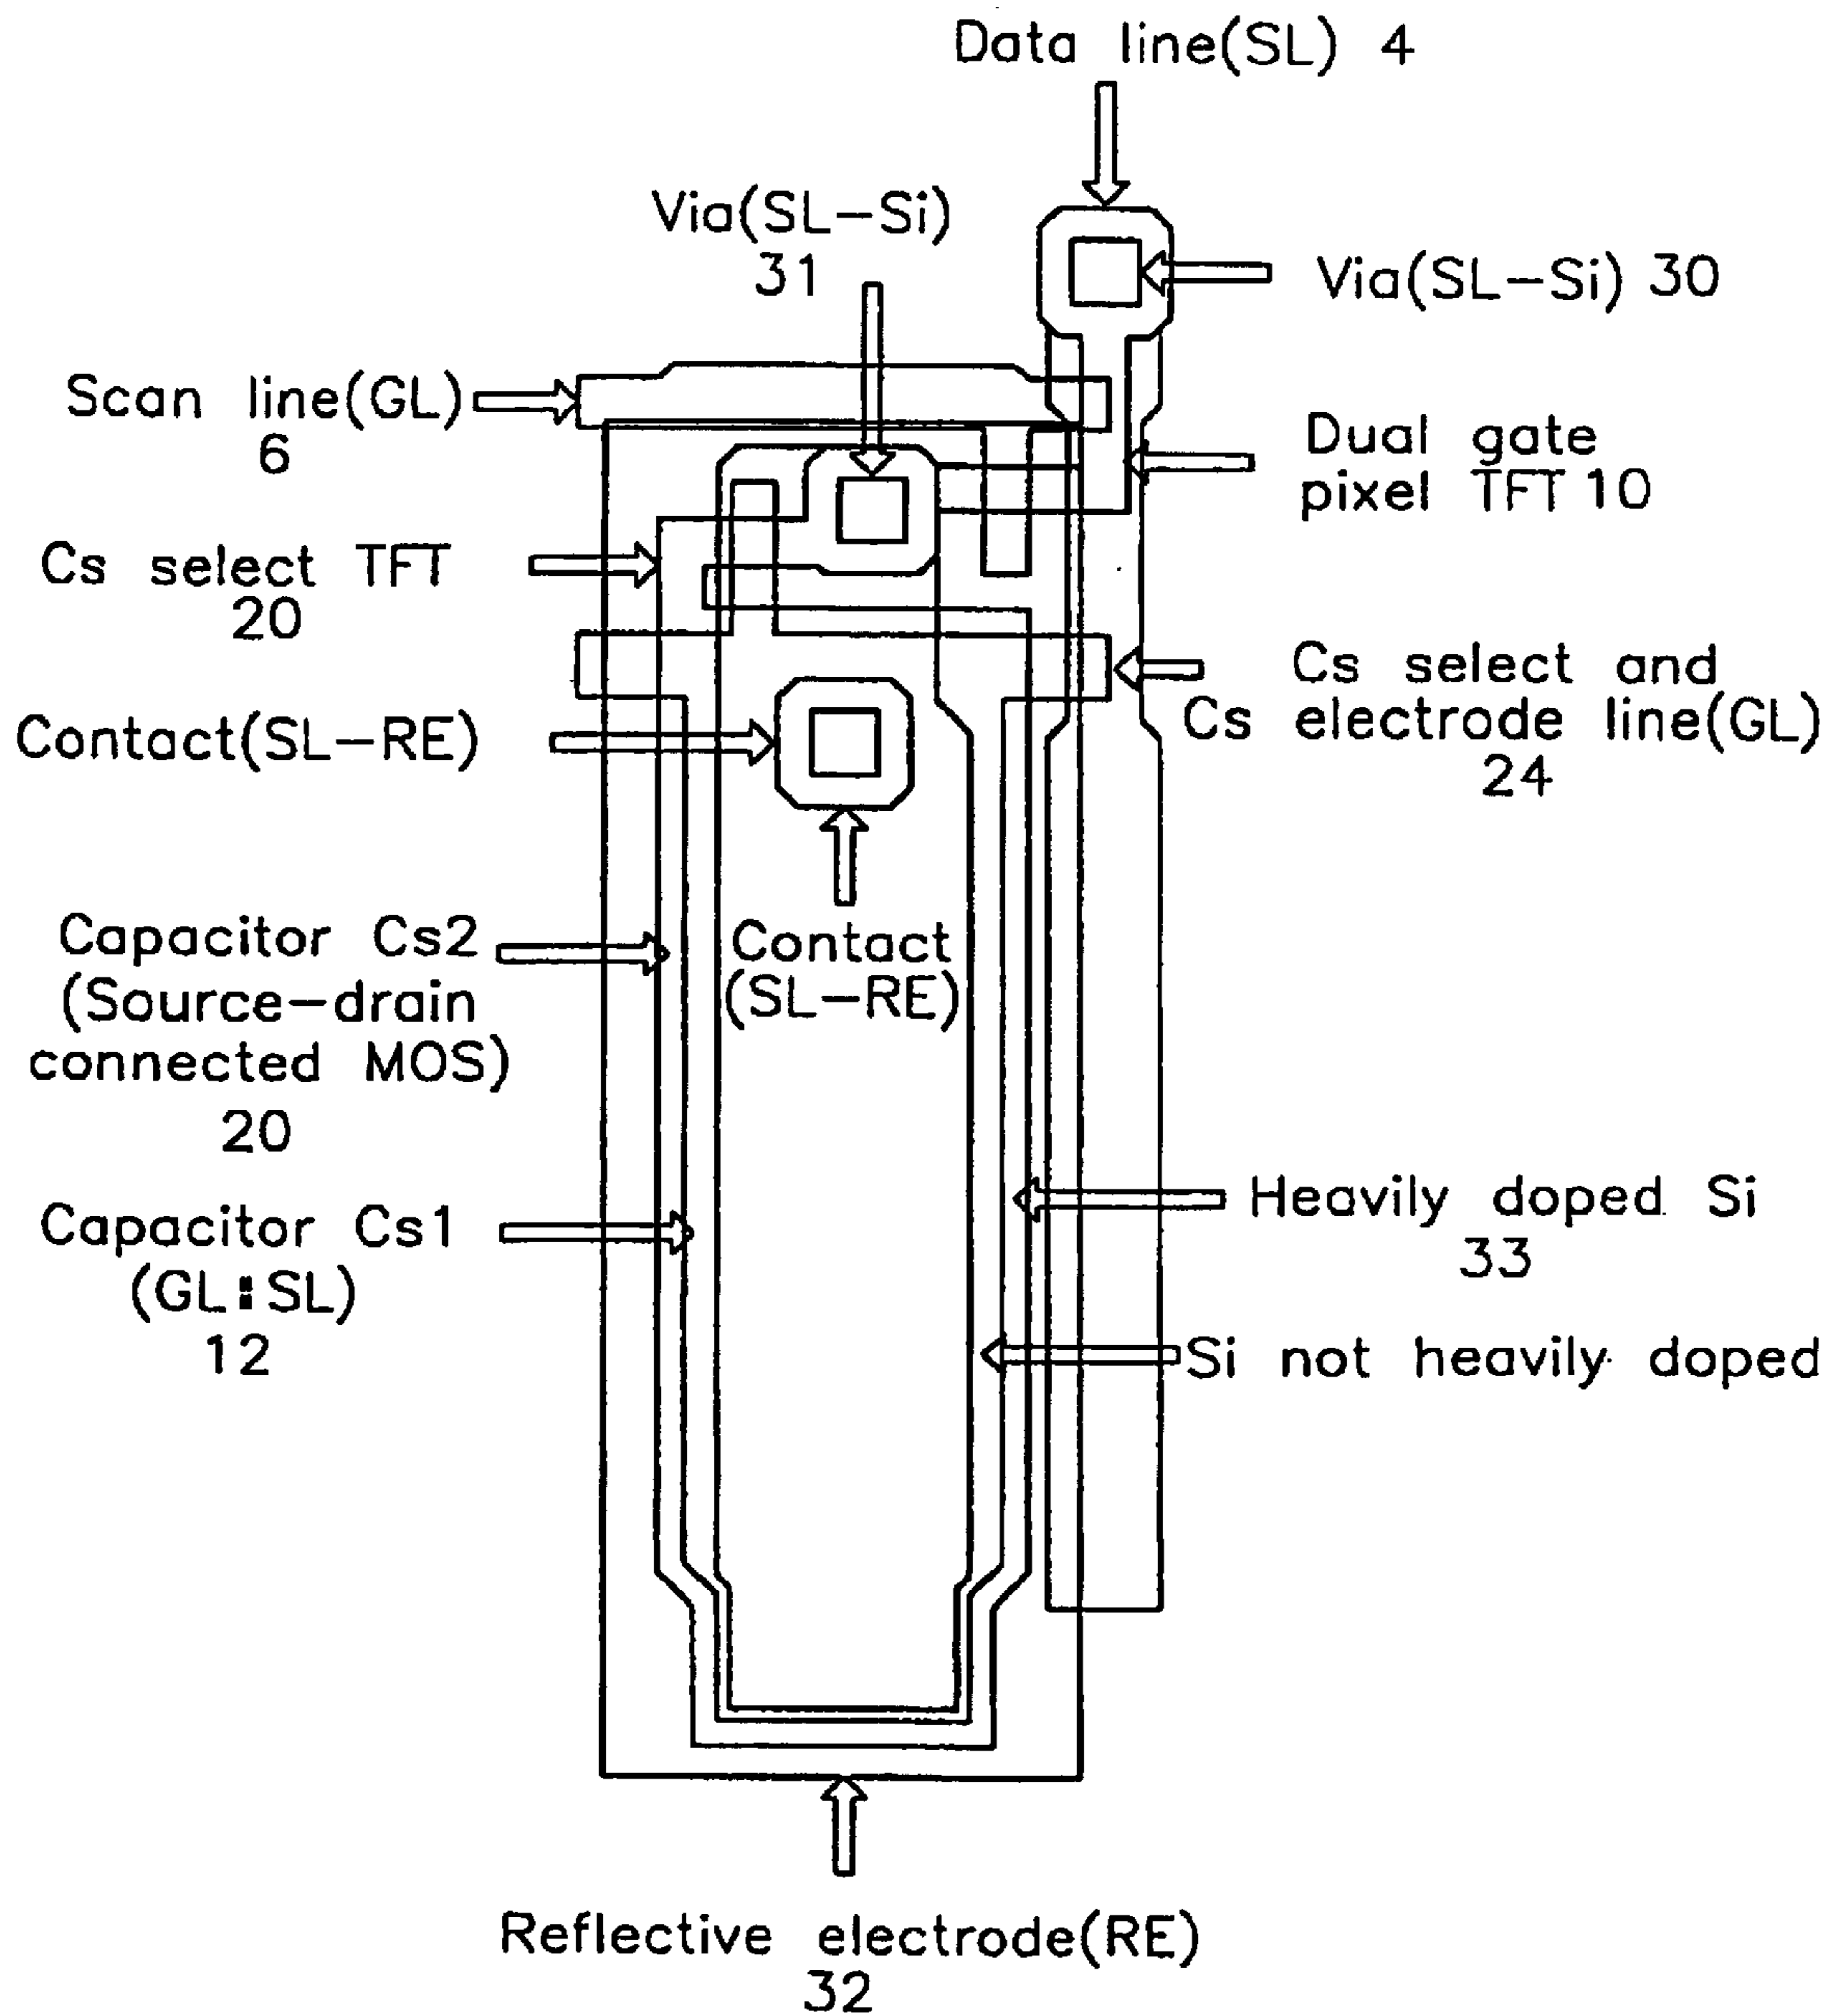 Data line(SL) 4
Via(SL-Si)
31
Via(SL-Si) 30
Scan line(GL)
6
Dual gate
pixel TFT 10
Cs select TFT
20
Cs select and
Cs electrode line(GL)
24
Contact(SL-RE)
Contact
(SL-RE)
Capacitor Cs2
(Source-drain
connected MOS)
20
Capacitor Cs1
(GL:SL)
12
Heavily doped Si
33
Si not heavily doped
Reflective electrode(RE)
32